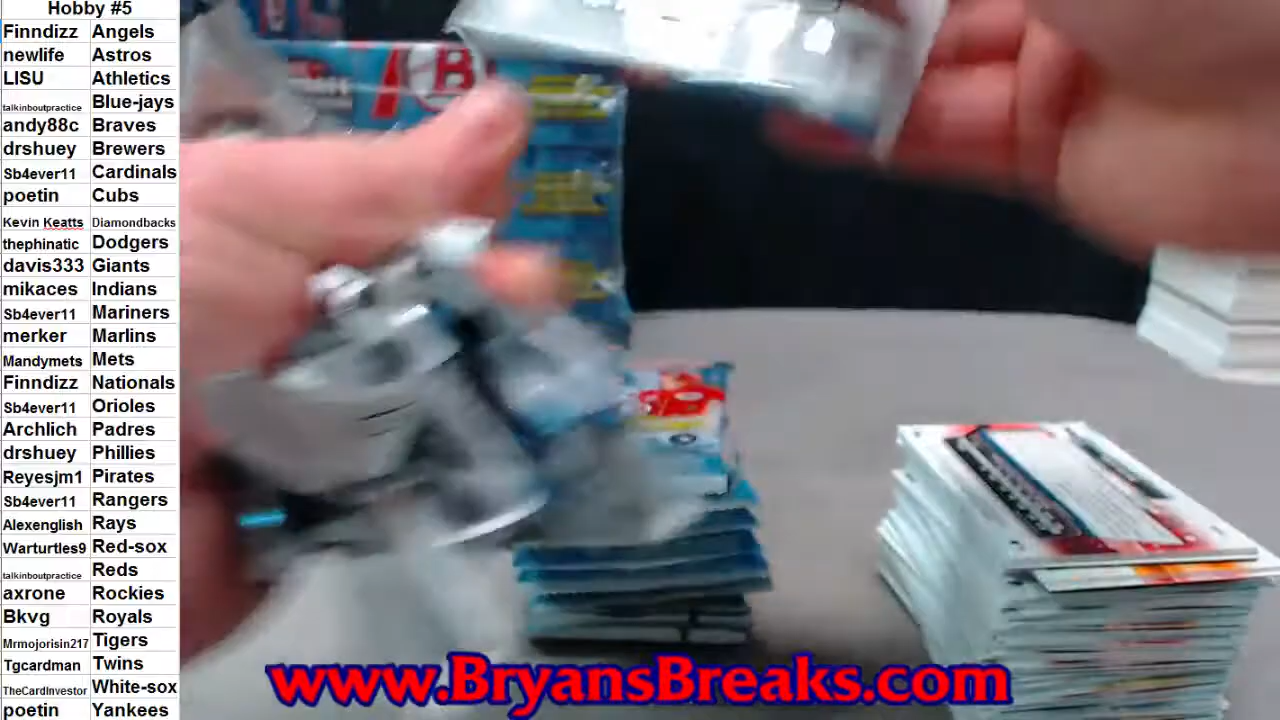 Hobby #5
Finndizz Angels
newlife Astros
LISU Athletics
talkinboutpractice Blue-jays
andy88c Braves
drshuey Brewers
Sb4ever11 Cardinals
poetin Cubs
Kevin Keatts Diamondbacks
thephinatic Dodgers
davis333 Giants
mikaces Indians
Sb4ever11 Mariners
merker Marlins
Mandymets Mets
Finndizz Nationals
Sb4ever11 Orioles
Archlich Padres
drshuey Phillies
Reyesjm1 Pirates
Sb4ever11 Rangers
Alexenglish Rays
Warturtles9 Red-sox
talkinboutpractice Reds
axrone Rockies
Bkvg Royals
Mrmojorisin217 Tigers
Tgcardman Twins
TheCardInvestor White-sox
poetin Yankees
www.BryansBreaks.com